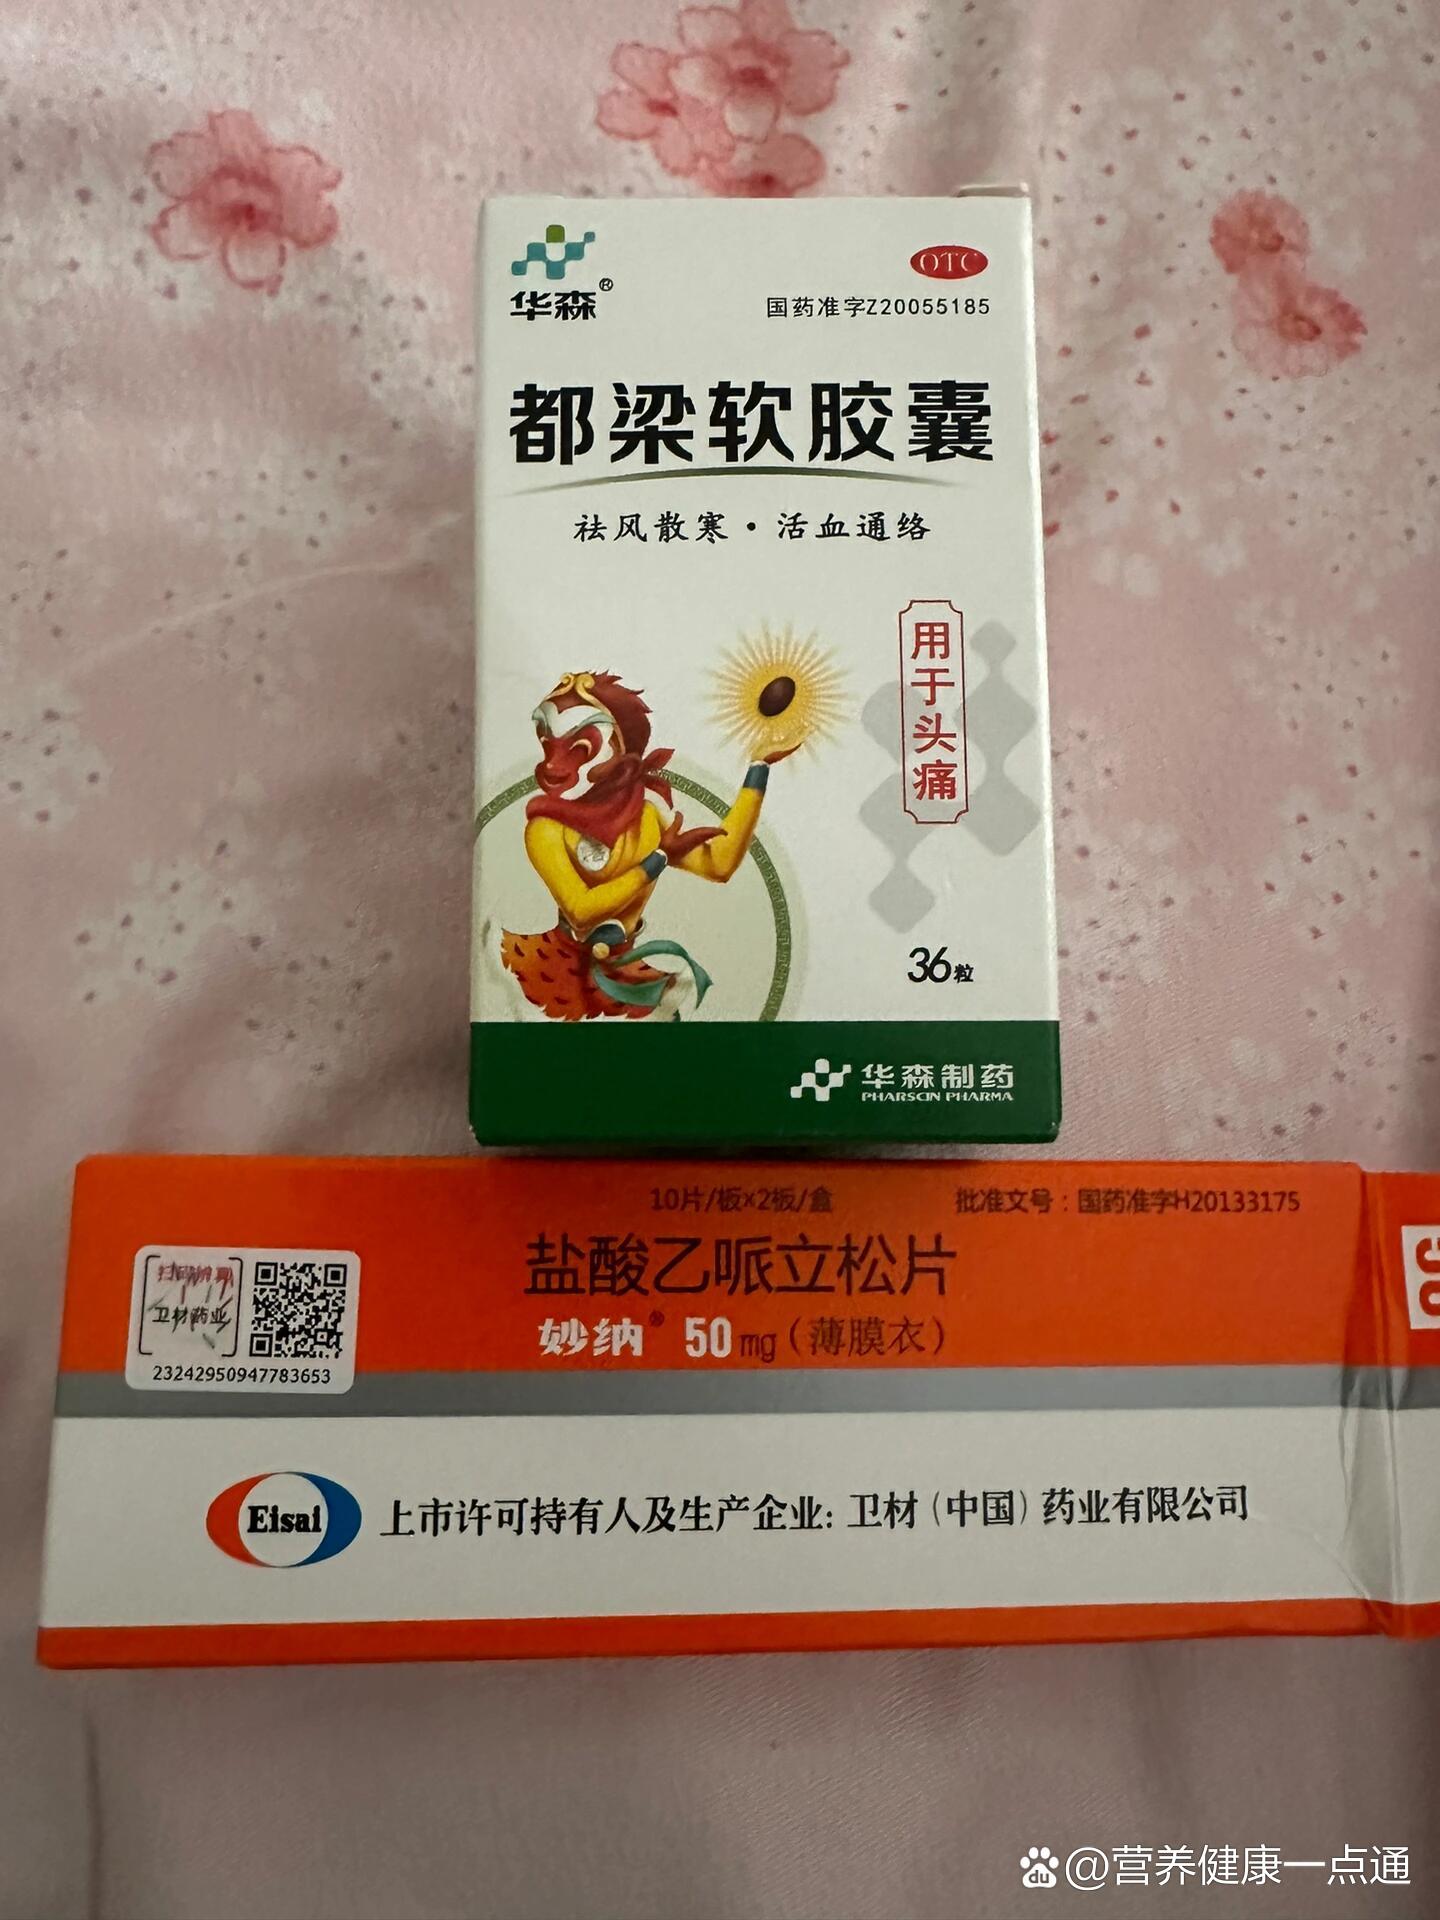 华森®
OTC
国药准字Z20055185
都梁软胶囊
祛风散寒·活血通络
用于头痛
36粒
华森制药
PHARSCIN PHARMA
10片/板×2板/盒
批准文号：国药准字H20133175
盐酸乙哌立松片
妙纳® 50mg（薄膜衣）
卫材药业
23242950947783653
Eisai
上市许可持有人及生产企业：卫材（中国）药业有限公司
@营养健康一点通